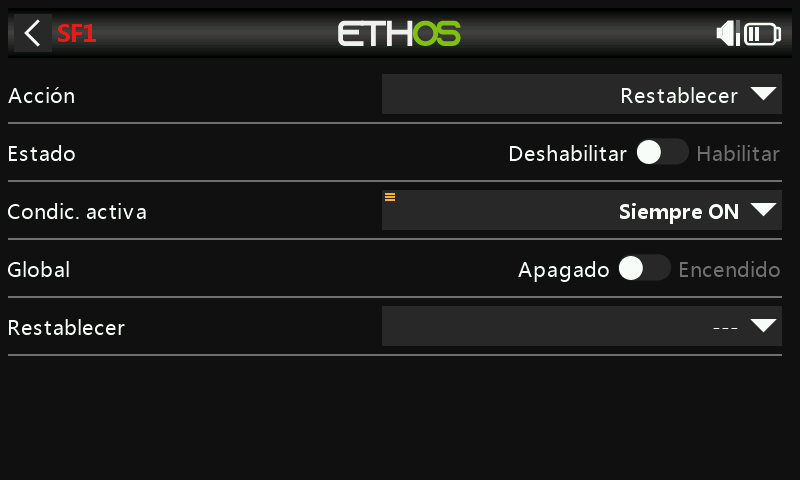 SF1
ETHOS
Acción
Restablecer
Estado
Deshabilitar Habilitar
Condic. activa
Siempre ON
Global
Apagado Encendido
Restablecer
---